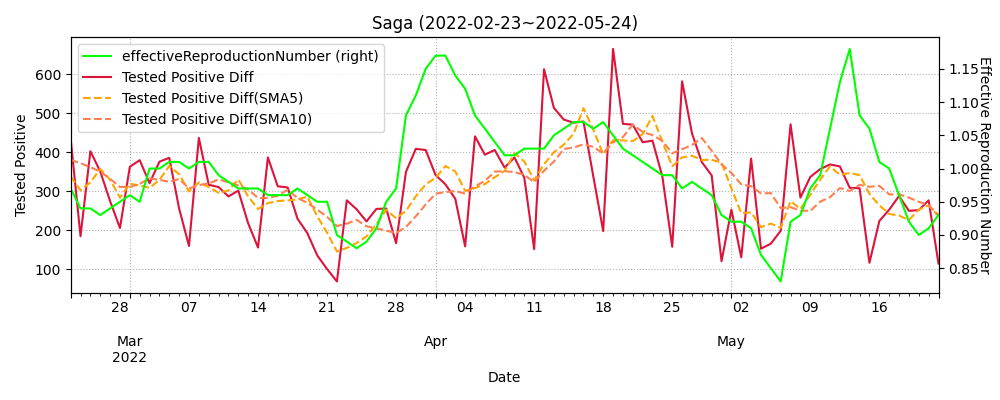 Saga (2022-02-23~2022-05-24)
effectiveReproductionNumber (right)
Tested Positive Diff
Tested Positive Diff(SMA5)
Tested Positive Diff(SMA10)
Tested Positive
600
500
400
300
200
100
Effective Reproduction Number
1.15
1.10
1.05
1.00
0.95
0.90
0.85
28 07 14 21 28 04 11 18 25 02 09 16
Mar Apr May
2022
Date